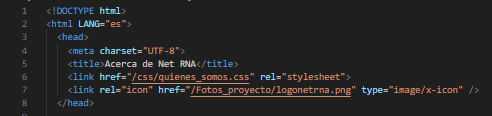 1 <!DOCTYPE html>
2 <html LANG="es">
3 <head>
4 <meta charset="UTF-8">
5 <title>Acerca de Net RNA</title>
6 <link href="/css/quienes_somos.css" rel="stylesheet">
7 <link rel="icon" href="/Fotos_proyecto/logonetrna.png" type="image/x-icon" />
8 </head>